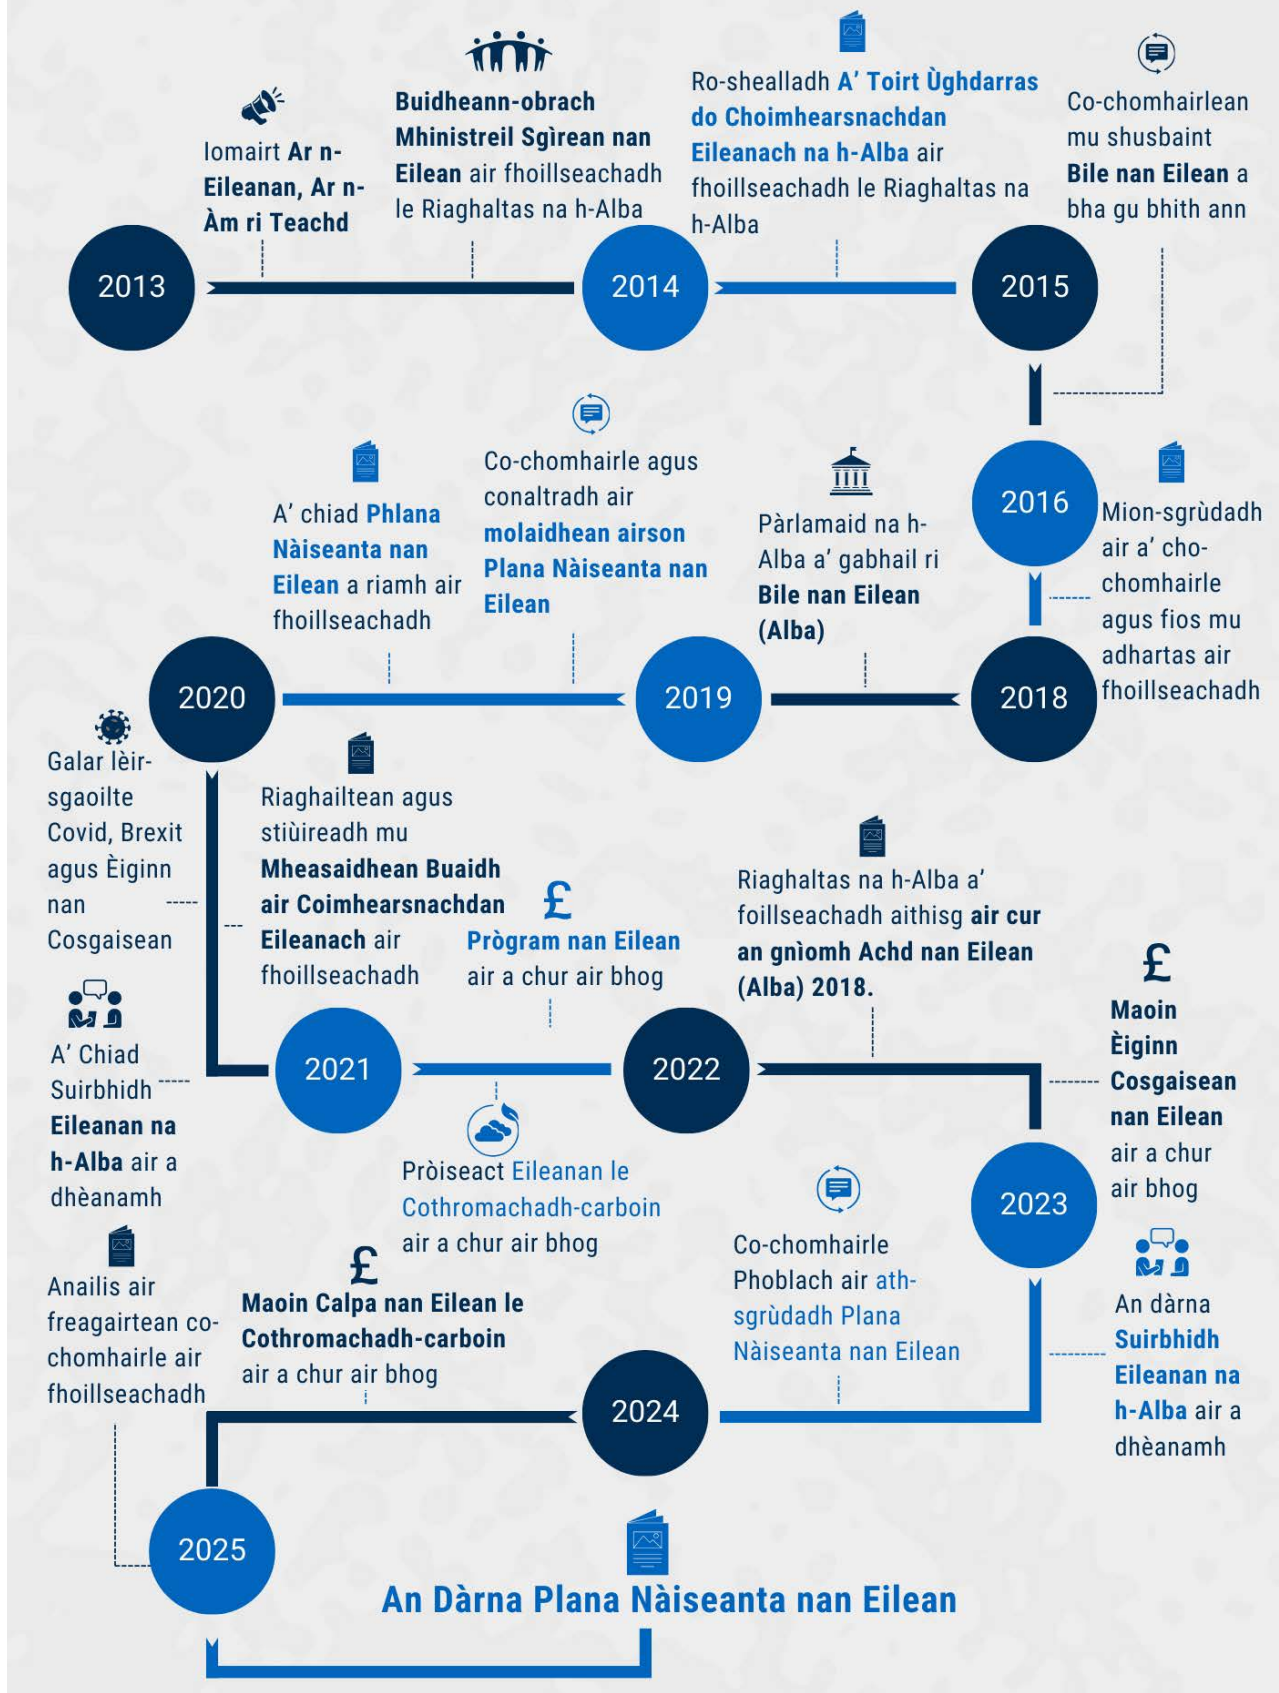 2013
Iomairt Ar n-
Eileanan, Ar n-
Àm ri Teachd
Buidheann-obrach
Mhinistreil Sgìrean nan
Eilean air fhoillseachadh
le Riaghaltas na h-Alba
2014
Ro-shealladh A’ Toirt Ùghdarras
do Choimhearsnachdan
Eileanach na h-Alba air
fhoillseachadh le Riaghaltas na
h-Alba
2015
Co-chomhairlean
mu shusbaint
Bile nan Eilean a
bha gu bhith ann
2016
Mion-sgrùdadh
air a’ cho-
chomhairle
agus fios mu
adhartas air
fhoillseachadh
2018
Pàrlamaid na h-
Alba a’ gabhail ri
Bile nan Eilean
(Alba)
2019
Co-chomhairle agus
conaltradh air
molaidhean airson
Plana Nàiseanta nan
Eilean
A’ chiad Phlana
Nàiseanta nan
Eilean a riamh air
fhoillseachadh
2020
Galar lèir-
sgaoilte
Covid, Brexit
agus Èiginn
nan
Cosgaisean
Riaghailtean agus
stiùireadh mu
Mheasaidhean Buaidh
air Coimhearsnachdan
Eileanach air
fhoillseachadh
A’ Chiad
Suirbhidh
Eileanan na
h-Alba air a
dhèanamh
2021
£
Prògram nan Eilean
air a chur air bhog
Pròiseact Eileanan le
Cothromachadh-carboin
air a chur air bhog
2022
Riaghaltas na h-Alba a’
foillseachadh aithisg air cur
an gnìomh Achd nan Eilean
(Alba) 2018.
£
Maoin
Èiginn
Cosgaisean
nan Eilean
air a chur
air bhog
2023
An dàrna
Suirbhidh
Eileanan na
h-Alba air a
dhèanamh
Co-chomhairle
Phoblach air ath-
sgrùdadh Plana
Nàiseanta nan Eilean
2024
£
Maoin Calpa nan Eilean le
Cothromachadh-carboin
air a chur air bhog
Anailis air
freagairtean co-
chomhairle air
fhoillseachadh
2025
An Dàrna Plana Nàiseanta nan Eilean